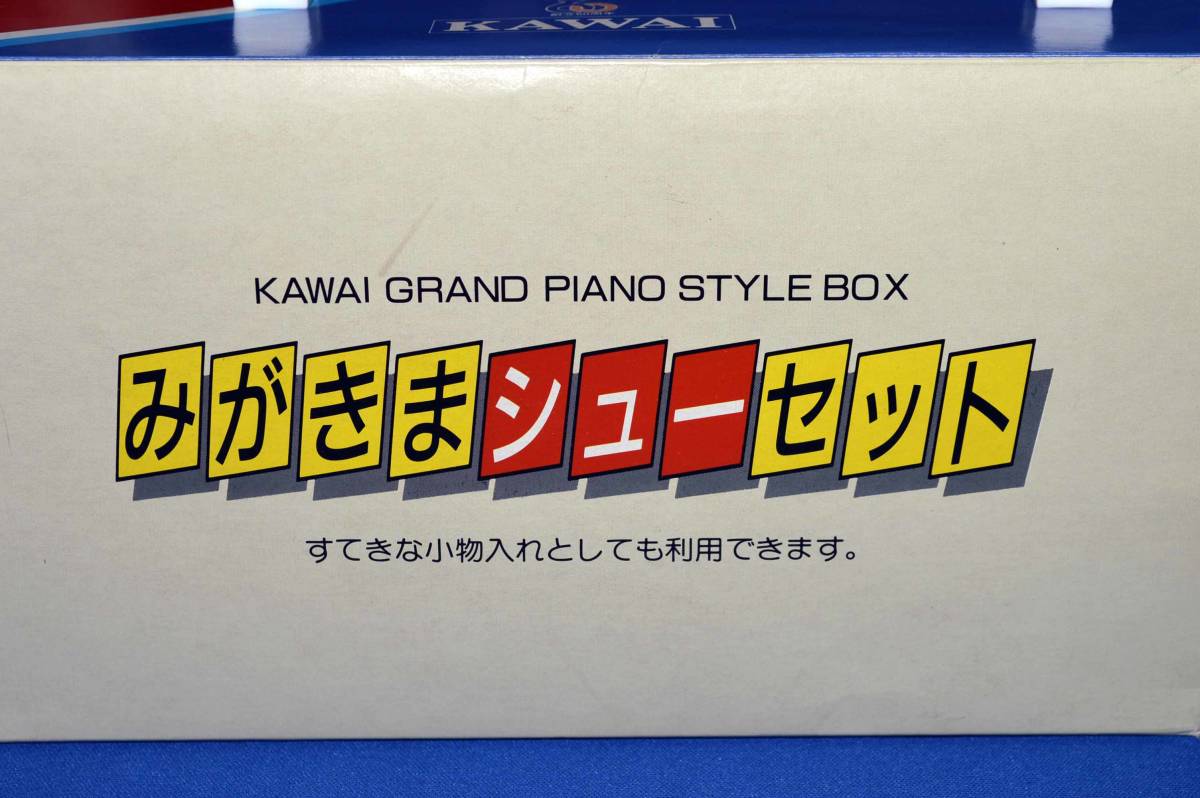 KAWAI
KAWAI GRAND PIANO STYLE BOX
みがきまシューセット
すてきな小物入れとしても利用できます。